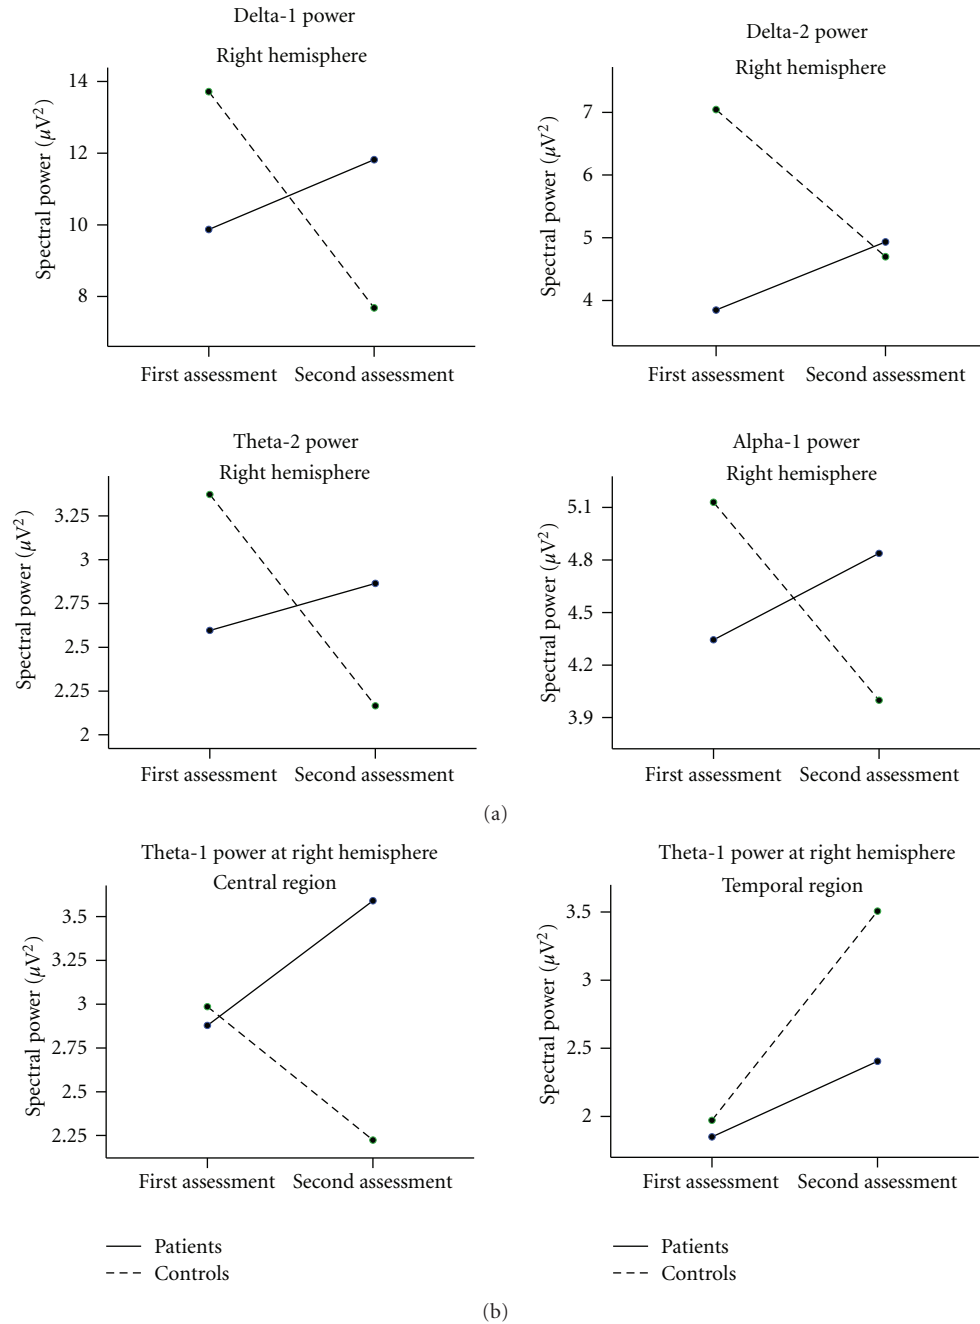 Delta-1 power
Right hemisphere
Spectral power (μV²)
14
12
10
8
First assessment Second assessment
Delta-2 power
Right hemisphere
Spectral power (μV²)
7
6
5
4
First assessment Second assessment
Theta-2 power
Right hemisphere
Spectral power (μV²)
3.25
3
2.75
2.5
2.25
2
First assessment Second assessment
Alpha-1 power
Right hemisphere
Spectral power (μV²)
5.1
4.8
4.5
4.2
3.9
First assessment Second assessment
(a)
Theta-1 power at right hemisphere
Central region
Spectral power (μV²)
3.5
3.25
3
2.75
2.5
2.25
First assessment Second assessment
Patients
Controls
Theta-1 power at right hemisphere
Temporal region
Spectral power (μV²)
3.5
3
2.5
2
First assessment Second assessment
Patients
Controls
(b)